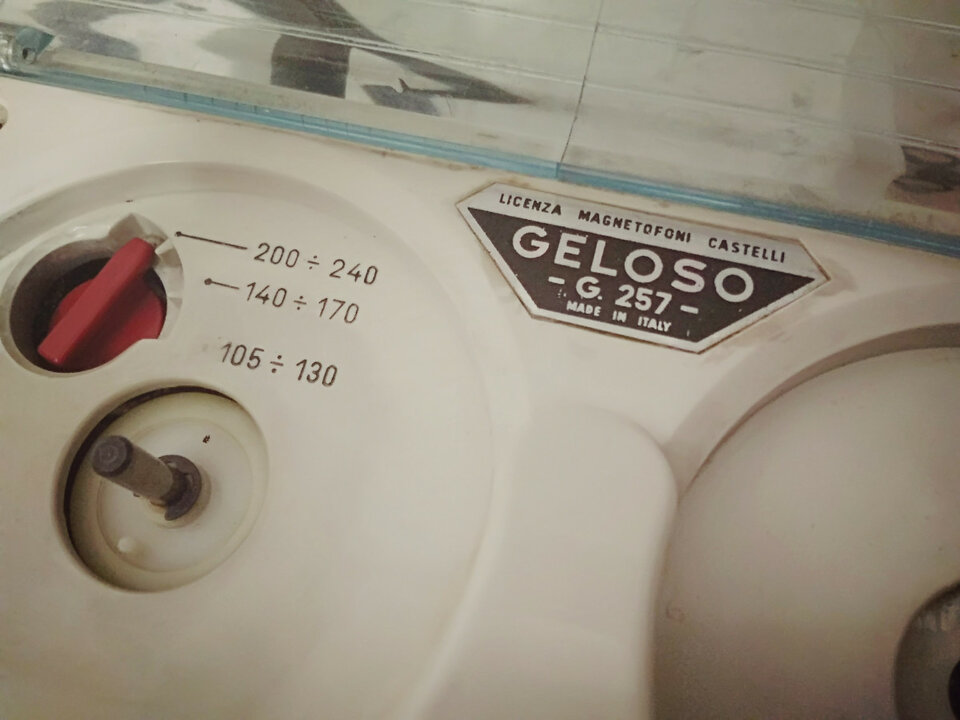 200 ÷ 240
140 ÷ 170
105 ÷ 130
LICENZA MAGNETOFONI CASTELLI
GELOSO
- G. 257 -
MADE IN ITALY